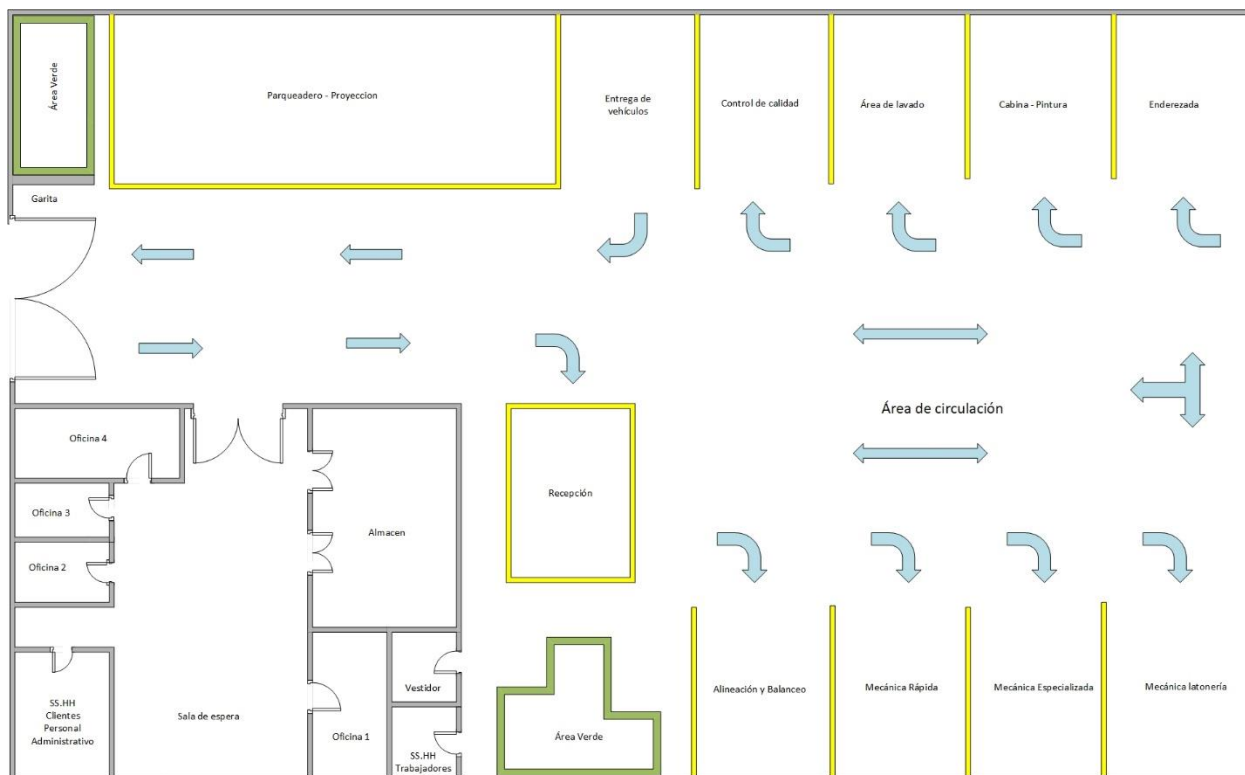 Área Verde
Parqueadero - Proyeccion
Entrega de
vehículos
Control de calidad
Área de lavado
Cabina - Pintura
Enderezada
Garita
Área de circulación
Oficina 4
Recepción
Oficina 3
Almacen
Oficina 2
Vestidor
Alineación y Balanceo
Mecánica Rápida
Mecánica Especializada
Mecánica latonería
SS.HH
Clientes
Personal
Administrativo
Sala de espera
Oficina 1
Área Verde
SS.HH
Trabajadores